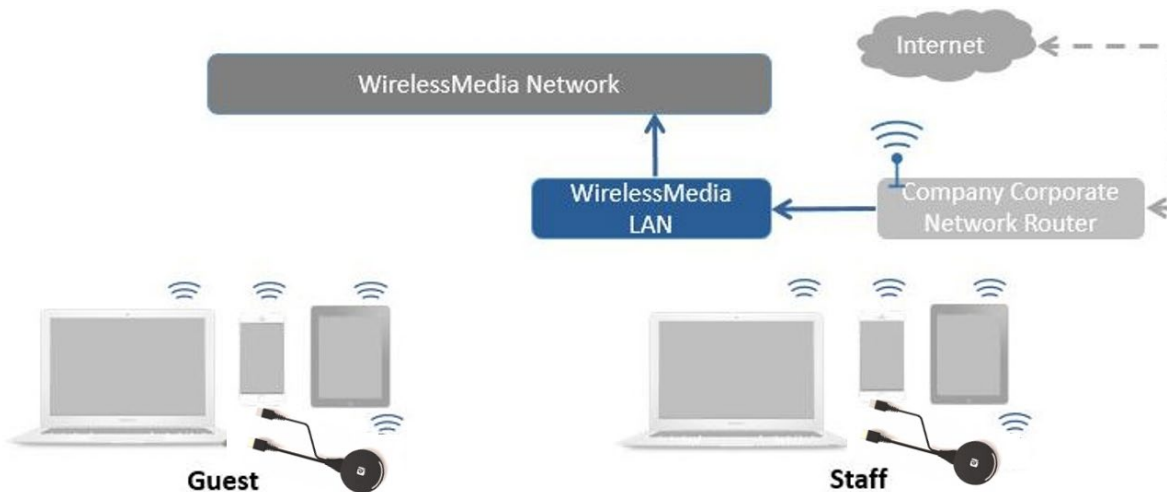 Internet
WirelessMedia Network
WirelessMedia
LAN
Company Corporate
Network Router
Guest
Staff